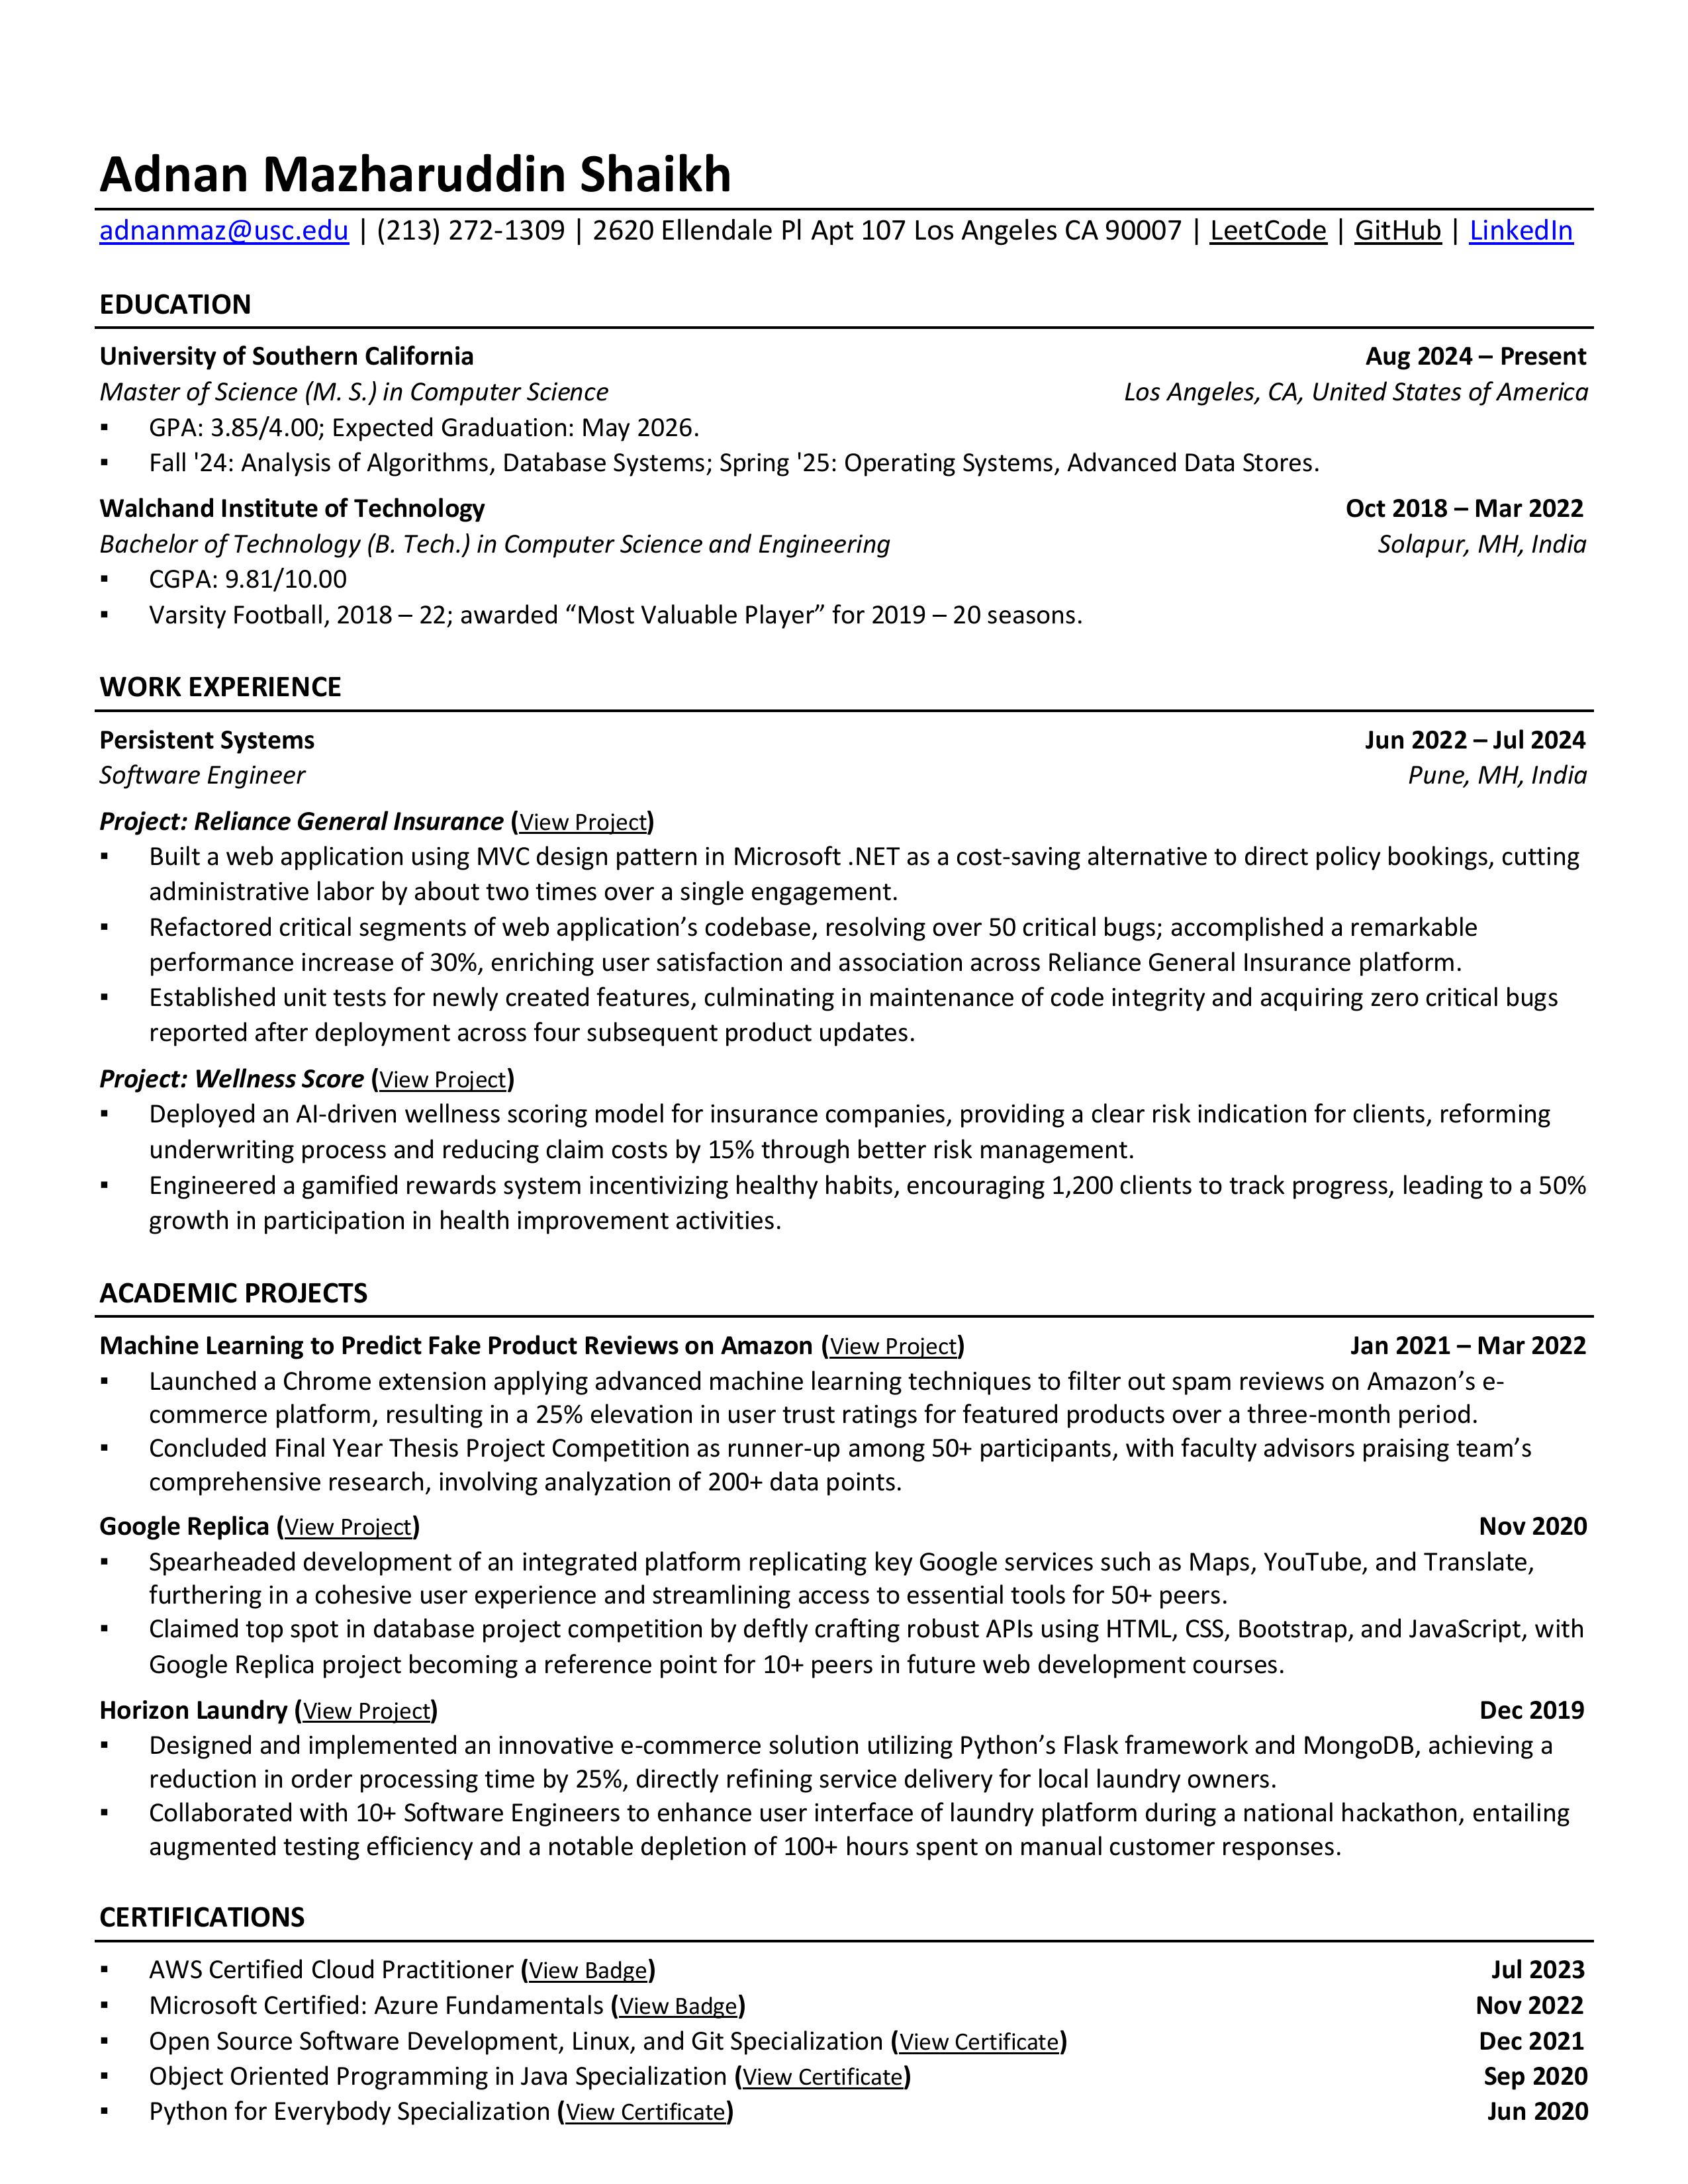 Adnan Mazharuddin Shaikh
adnanmaz@usc.edu | (213) 272-1309 | 2620 Ellendale Pl Apt 107 Los Angeles CA 90007 | LeetCode | GitHub | LinkedIn
EDUCATION
University of Southern California Aug 2024 – Present
Master of Science (M. S.) in Computer Science Los Angeles, CA, United States of America
▪ GPA: 3.85/4.00; Expected Graduation: May 2026.
▪ Fall '24: Analysis of Algorithms, Database Systems; Spring '25: Operating Systems, Advanced Data Stores.
Walchand Institute of Technology Oct 2018 – Mar 2022
Bachelor of Technology (B. Tech.) in Computer Science and Engineering Solapur, MH, India
▪ CGPA: 9.81/10.00
▪ Varsity Football, 2018 – 22; awarded “Most Valuable Player” for 2019 – 20 seasons.
WORK EXPERIENCE
Persistent Systems Jun 2022 – Jul 2024
Software Engineer Pune, MH, India
Project: Reliance General Insurance (View Project)
▪ Built a web application using MVC design pattern in Microsoft .NET as a cost-saving alternative to direct policy bookings, cutting
administrative labor by about two times over a single engagement.
▪ Refactored critical segments of web application’s codebase, resolving over 50 critical bugs; accomplished a remarkable
performance increase of 30%, enriching user satisfaction and association across Reliance General Insurance platform.
▪ Established unit tests for newly created features, culminating in maintenance of code integrity and acquiring zero critical bugs
reported after deployment across four subsequent product updates.
Project: Wellness Score (View Project)
▪ Deployed an AI-driven wellness scoring model for insurance companies, providing a clear risk indication for clients, reforming
underwriting process and reducing claim costs by 15% through better risk management.
▪ Engineered a gamified rewards system incentivizing healthy habits, encouraging 1,200 clients to track progress, leading to a 50%
growth in participation in health improvement activities.
ACADEMIC PROJECTS
Machine Learning to Predict Fake Product Reviews on Amazon (View Project) Jan 2021 – Mar 2022
▪ Launched a Chrome extension applying advanced machine learning techniques to filter out spam reviews on Amazon’s e-
commerce platform, resulting in a 25% elevation in user trust ratings for featured products over a three-month period.
▪ Concluded Final Year Thesis Project Competition as runner-up among 50+ participants, with faculty advisors praising team’s
comprehensive research, involving analyzation of 200+ data points.
Google Replica (View Project) Nov 2020
▪ Spearheaded development of an integrated platform replicating key Google services such as Maps, YouTube, and Translate,
furthering in a cohesive user experience and streamlining access to essential tools for 50+ peers.
▪ Claimed top spot in database project competition by deftly crafting robust APIs using HTML, CSS, Bootstrap, and JavaScript, with
Google Replica project becoming a reference point for 10+ peers in future web development courses.
Horizon Laundry (View Project) Dec 2019
▪ Designed and implemented an innovative e-commerce solution utilizing Python’s Flask framework and MongoDB, achieving a
reduction in order processing time by 25%, directly refining service delivery for local laundry owners.
▪ Collaborated with 10+ Software Engineers to enhance user interface of laundry platform during a national hackathon, entailing
augmented testing efficiency and a notable depletion of 100+ hours spent on manual customer responses.
CERTIFICATIONS
▪ AWS Certified Cloud Practitioner (View Badge) Jul 2023
▪ Microsoft Certified: Azure Fundamentals (View Badge) Nov 2022
▪ Open Source Software Development, Linux, and Git Specialization (View Certificate) Dec 2021
▪ Object Oriented Programming in Java Specialization (View Certificate) Sep 2020
▪ Python for Everybody Specialization (View Certificate) Jun 2020